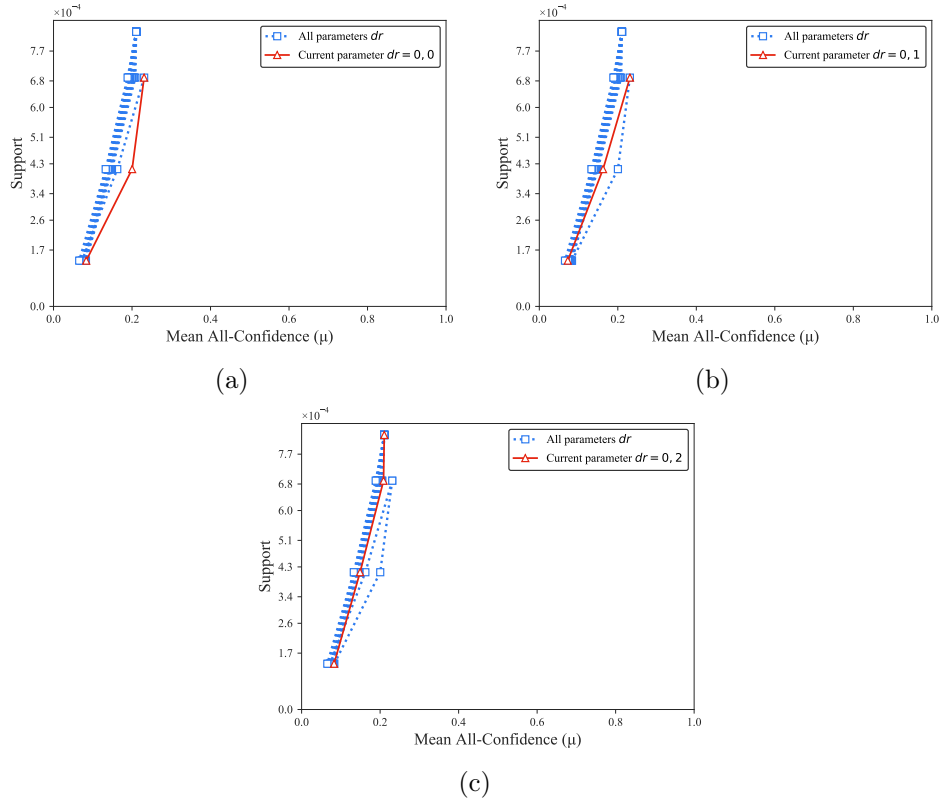 ×10⁻⁴
All parameters dr
Current parameter dr = 0, 0
7.7
6.8
6.0
5.1
4.3
3.4
2.6
1.7
0.0
Support
0.0 0.2 0.4 0.6 0.8 1.0
Mean All-Confidence (μ)
(a)
×10⁻⁴
All parameters dr
Current parameter dr = 0, 1
7.7
6.8
6.0
5.1
4.3
3.4
2.6
1.7
0.0
Support
0.0 0.2 0.4 0.6 0.8 1.0
Mean All-Confidence (μ)
(b)
×10⁻⁴
All parameters dr
Current parameter dr = 0, 2
7.7
6.8
6.0
5.1
4.3
3.4
2.6
1.7
0.0
Support
0.0 0.2 0.4 0.6 0.8 1.0
Mean All-Confidence (μ)
(c)